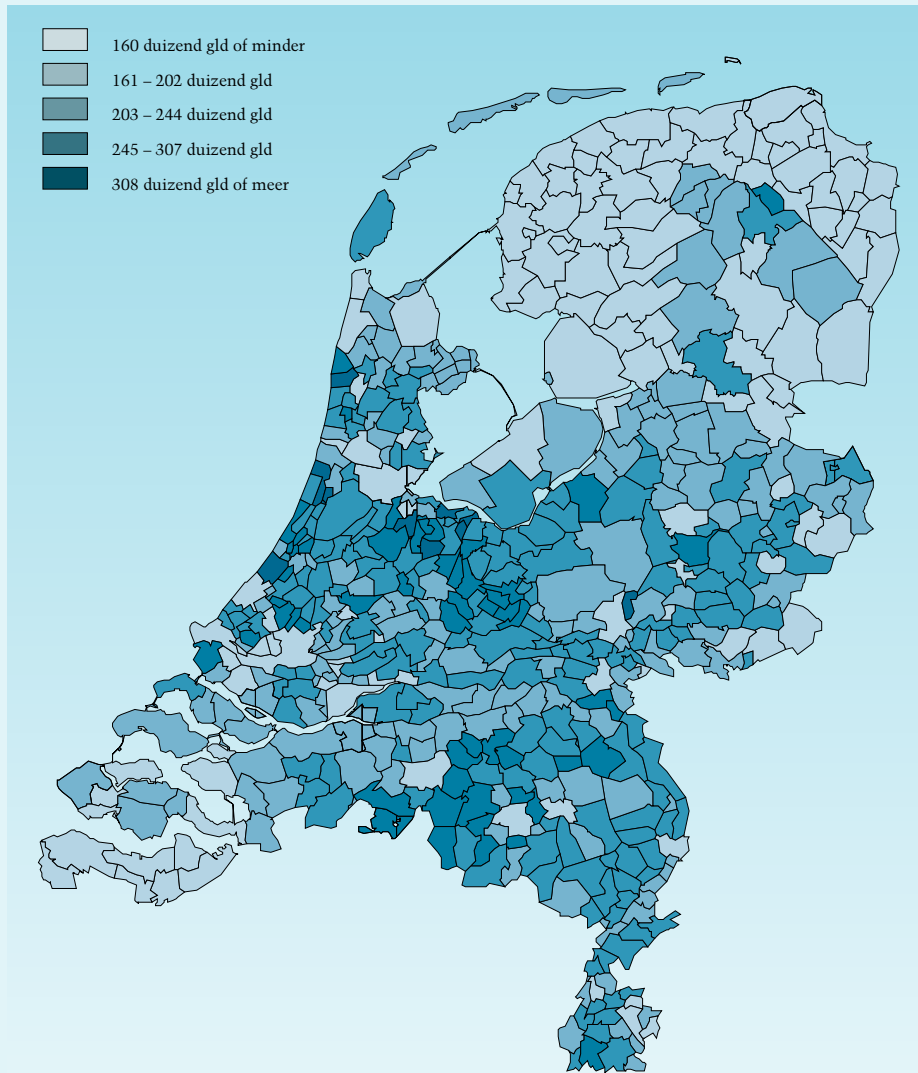 160 duizend gld of minder
161 – 202 duizend gld
203 – 244 duizend gld
245 – 307 duizend gld
308 duizend gld of meer